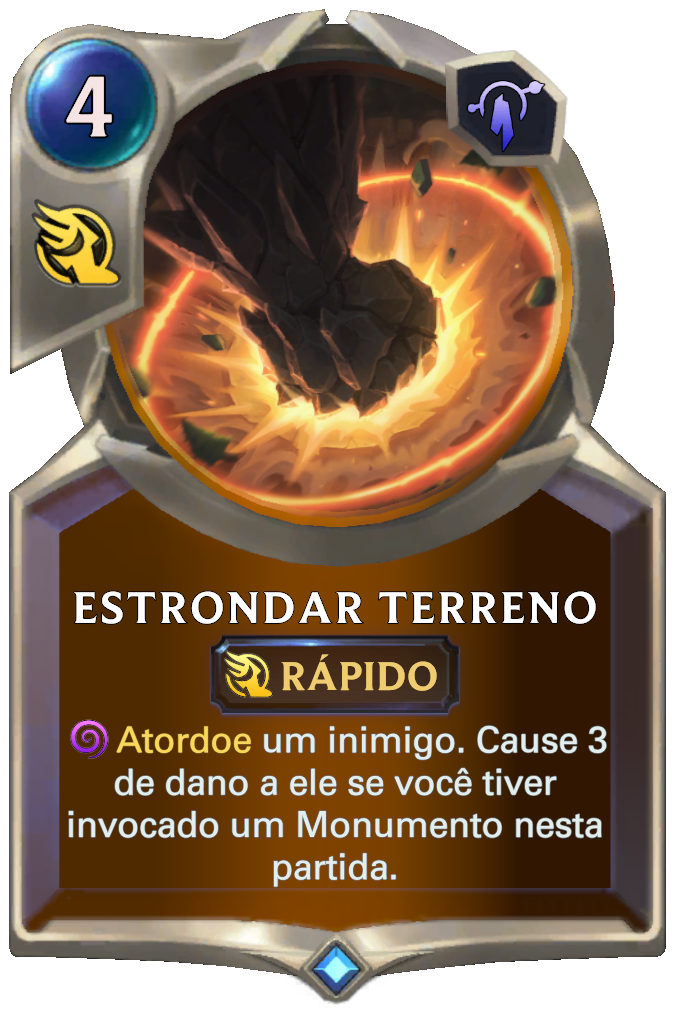 4
ESTRONDAR TERRENO
RÁPIDO
Atordoe um inimigo. Cause 3
de dano a ele se você tiver
invocado um Monumento nesta
partida.